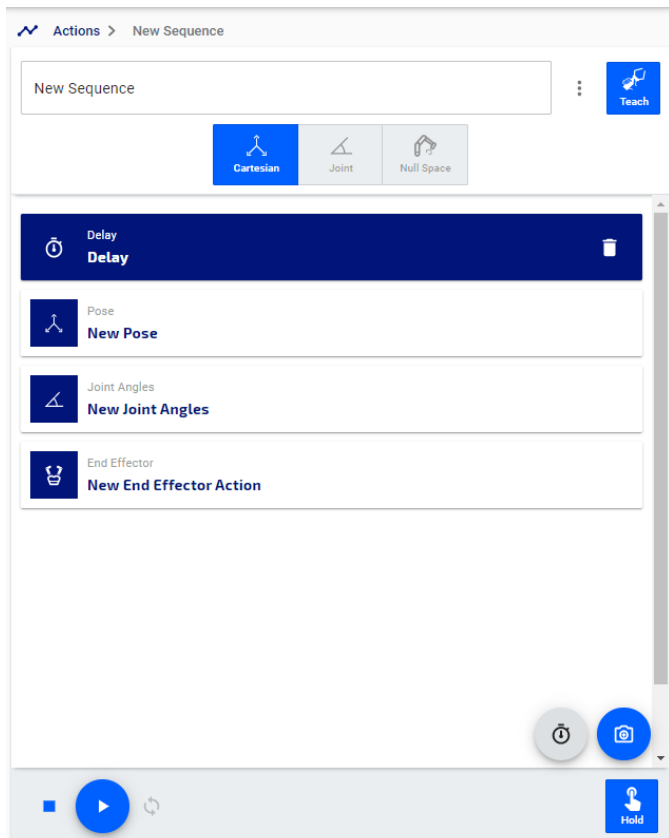 Actions > New Sequence
New Sequence
Teach
Cartesian
Joint
Null Space
Delay
Delay
Pose
New Pose
Joint Angles
New Joint Angles
End Effector
New End Effector Action
Hold